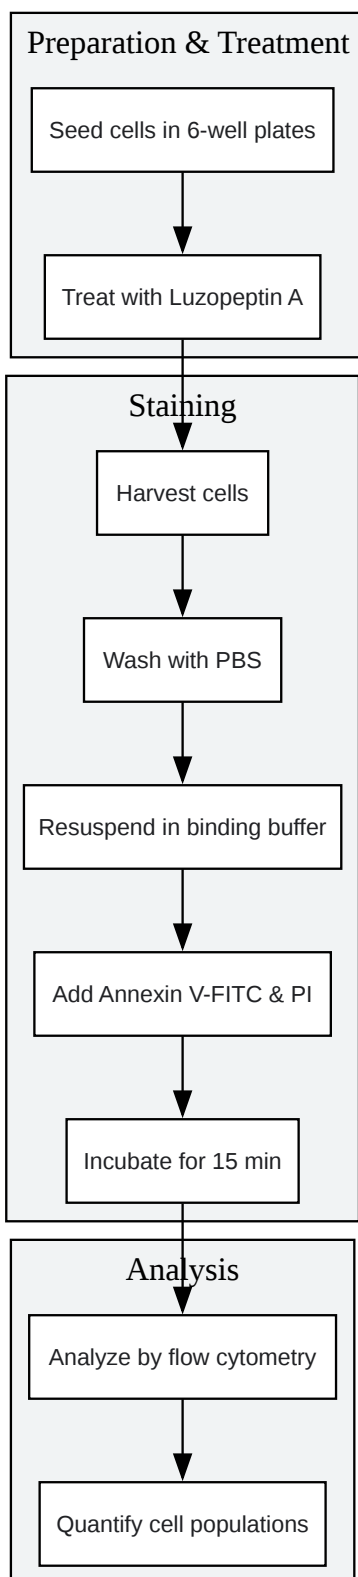 Preparation & Treatment
Seed cells in 6-well plates
Treat with Luzopeptin A
Staining
Harvest cells
Wash with PBS
Resuspend in binding buffer
Add Annexin V-FITC & PI
Incubate for 15 min
Analysis
Analyze by flow cytometry
Quantify cell populations